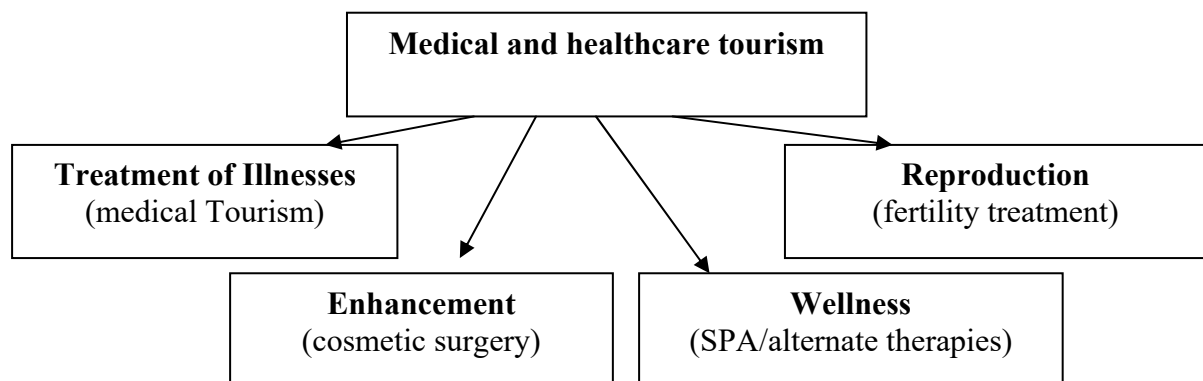 Medical and healthcare tourism
Treatment of Illnesses
(medical Tourism)
Reproduction
(fertility treatment)
Enhancement
(cosmetic surgery)
Wellness
(SPA/alternate therapies)